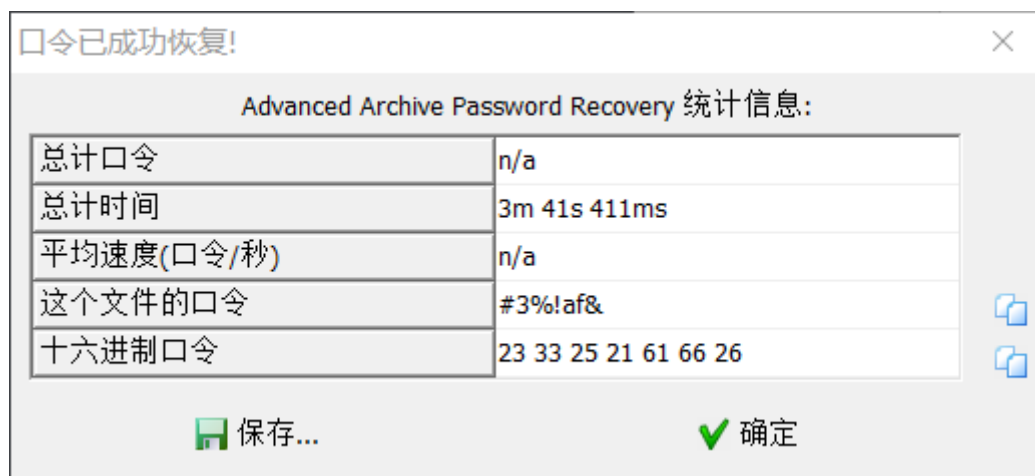 口令已成功恢复!
Advanced Archive Password Recovery 统计信息:
总计口令 n/a
总计时间 3m 41s 411ms
平均速度(口令/秒) n/a
这个文件的口令 #3%!af&
十六进制口令 23 33 25 21 61 66 26
保存... 确定